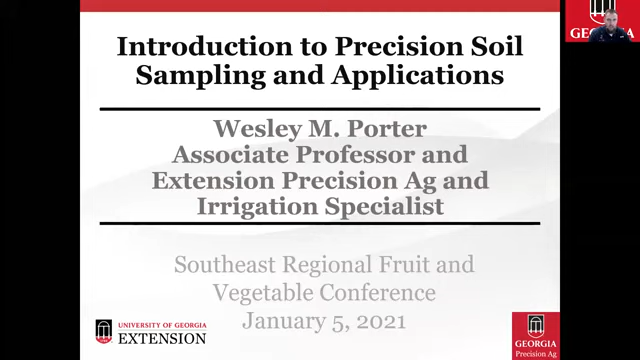 Introduction to Precision Soil
Sampling and Applications
Wesley M. Porter
Associate Professor and
Extension Precision Ag and
Irrigation Specialist
Southeast Regional Fruit and
Vegetable Conference
January 5, 2021
UNIVERSITY OF GEORGIA
EXTENSION
GEORGIA
Precision Ag
GEORGIA